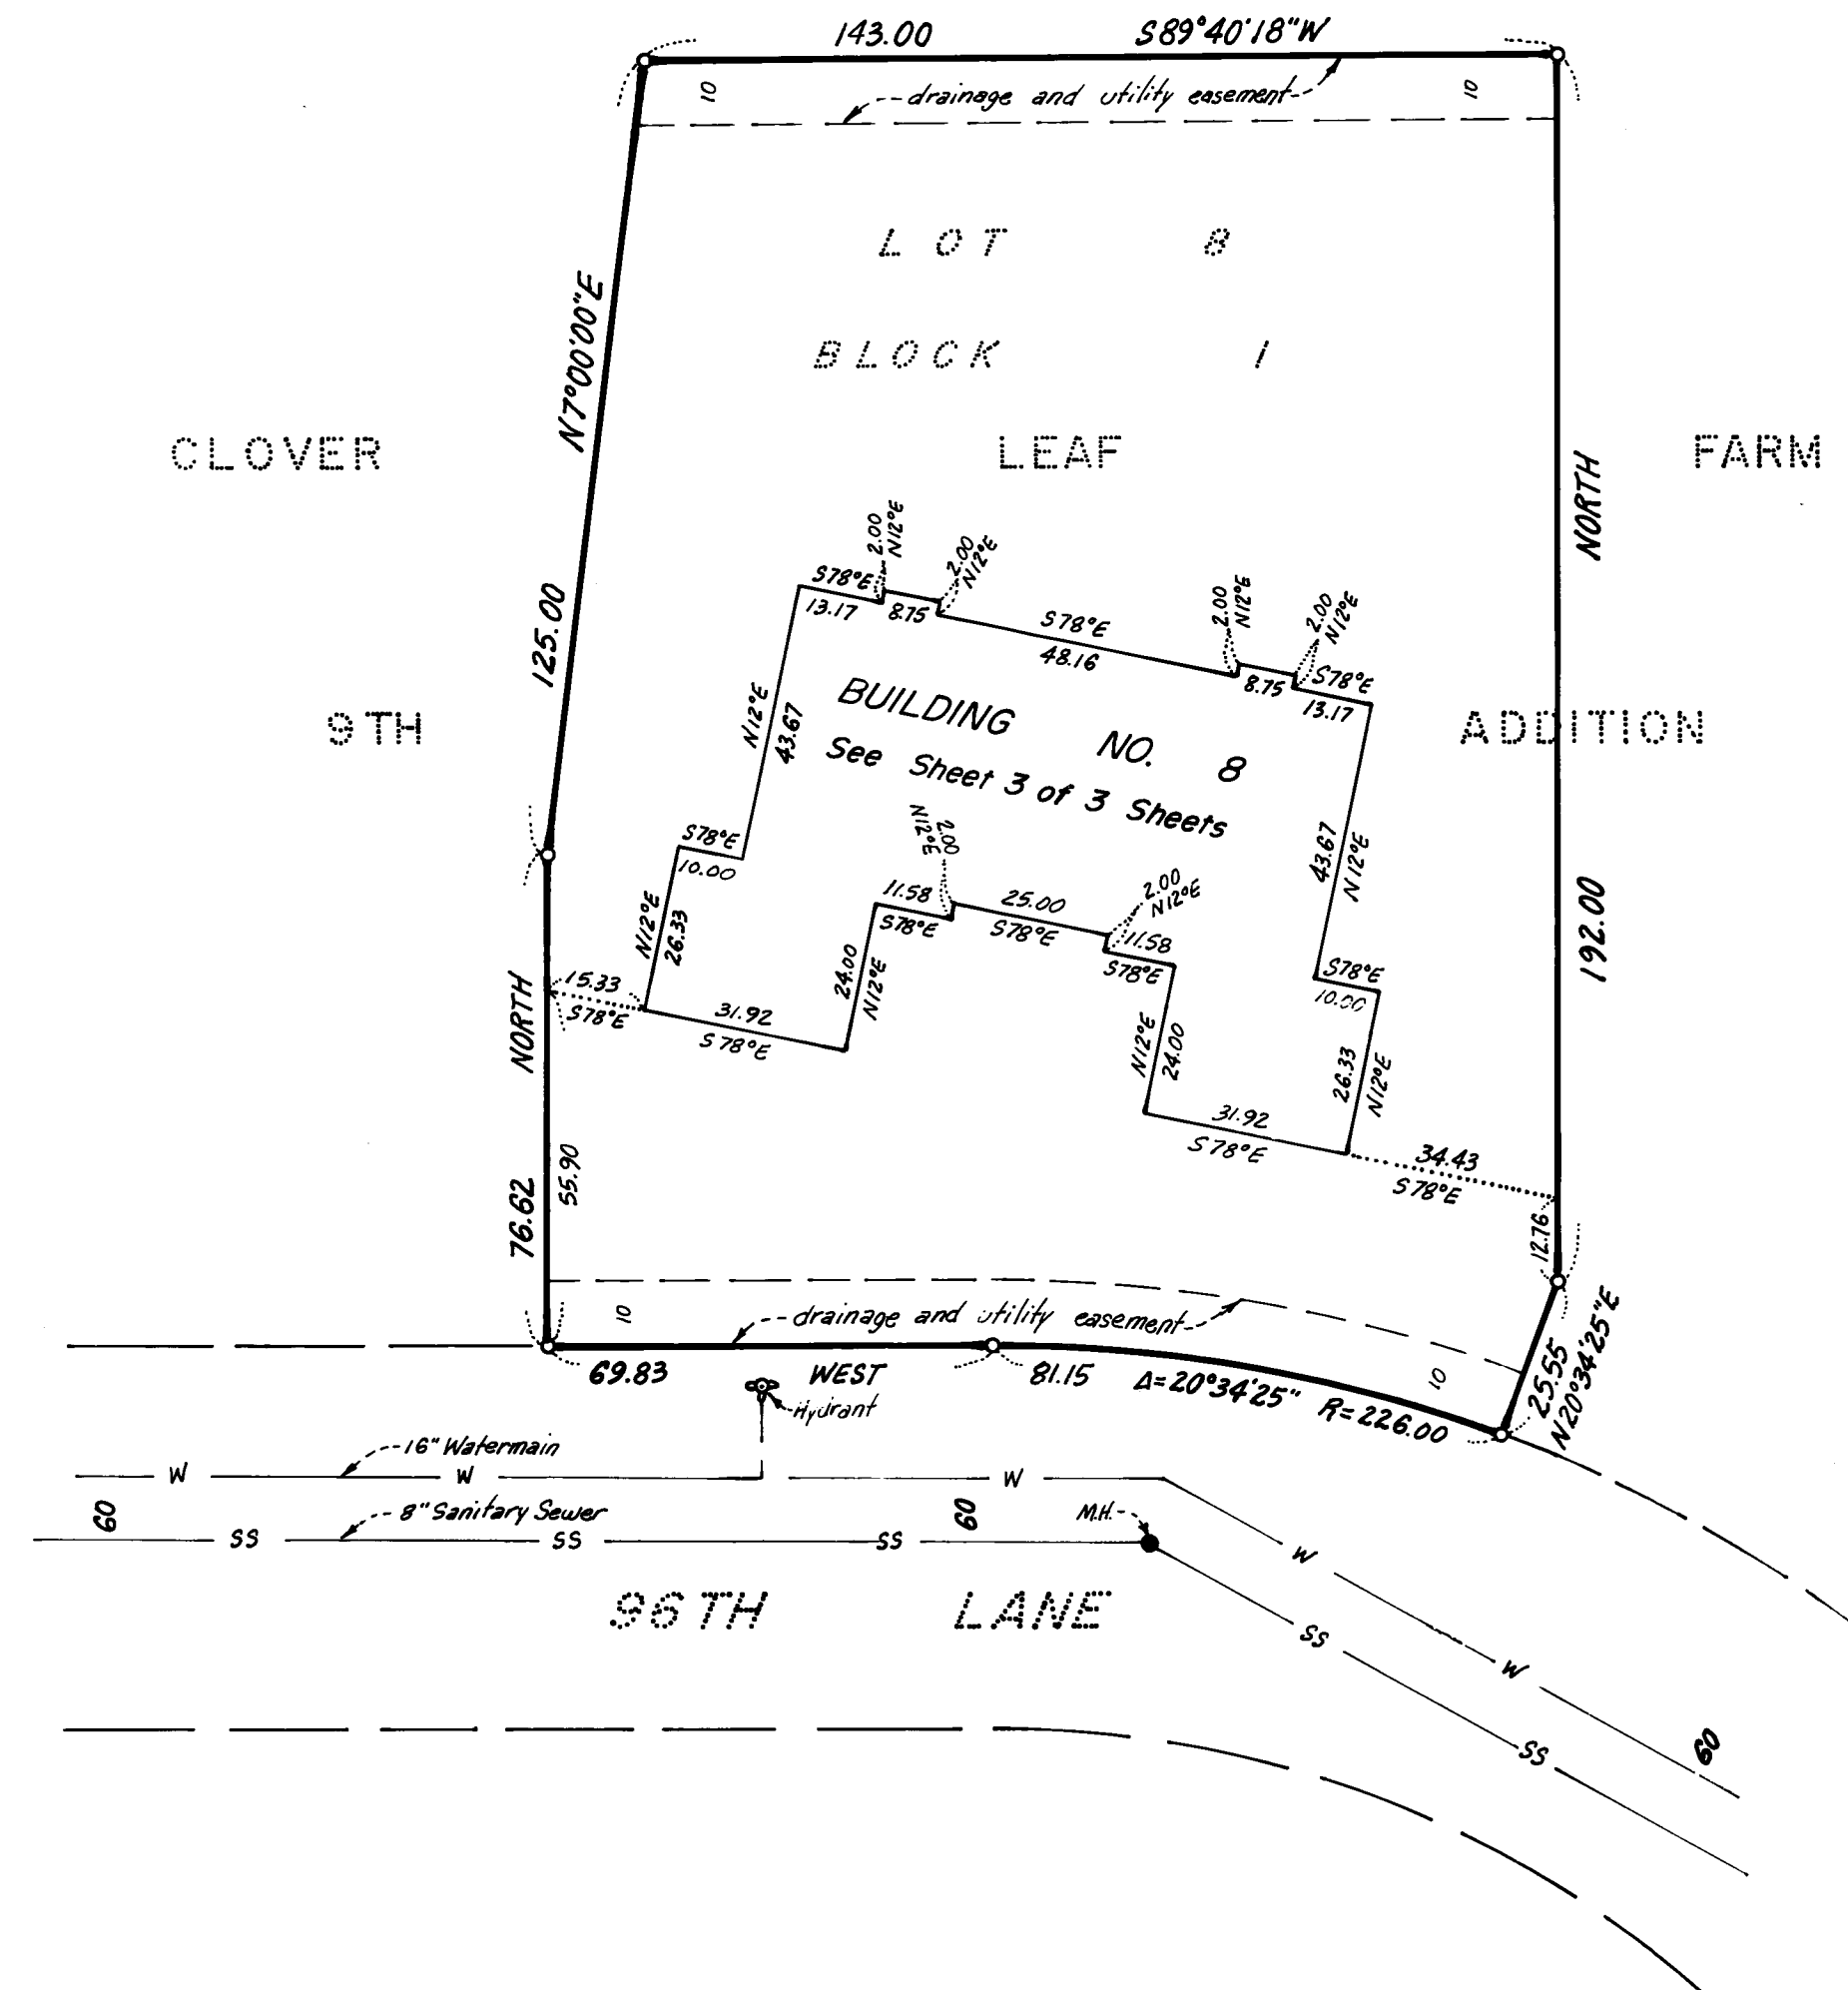 143.00 S89°40'18"W
10 drainage and utility easement 10
LOT 8
BLOCK 1
N7°00'00"E
125.00
CLOVER LEAF FARM
9TH ADDITION
NORTH
192.00
2.00 N12°E
2.00 N12°E
2.00 N12°E
2.00 N12°E
S78°E
13.17
8.75
S78°E
48.16
8.75
S78°E
13.17
BUILDING NO. 8
See Sheet 3 of 3 Sheets
N12°E
43.67
43.67
N12°E
S78°E
10.00
N12°E
26.33
2.00
N12°E
11.58
S78°E
25.00
S78°E
2.00
N12°E
11.58
S78°E
S78°E
10.00
24.00
N12°E
N12°E
24.00
26.33
N12°E
15.33
S78°E
31.92
S78°E
31.92
S78°E
34.43
S78°E
NORTH
76.62
55.90
12.76
10 drainage and utility easement 10
25.55
N20°34'25"E
69.83 WEST 81.15 Δ=20°34'25" R=226.00
Hydrant
16" Watermain
W W W W W
60 60 60
8" Sanitary Sewer
M.H.
SS SS SS SS SS
96TH LANE